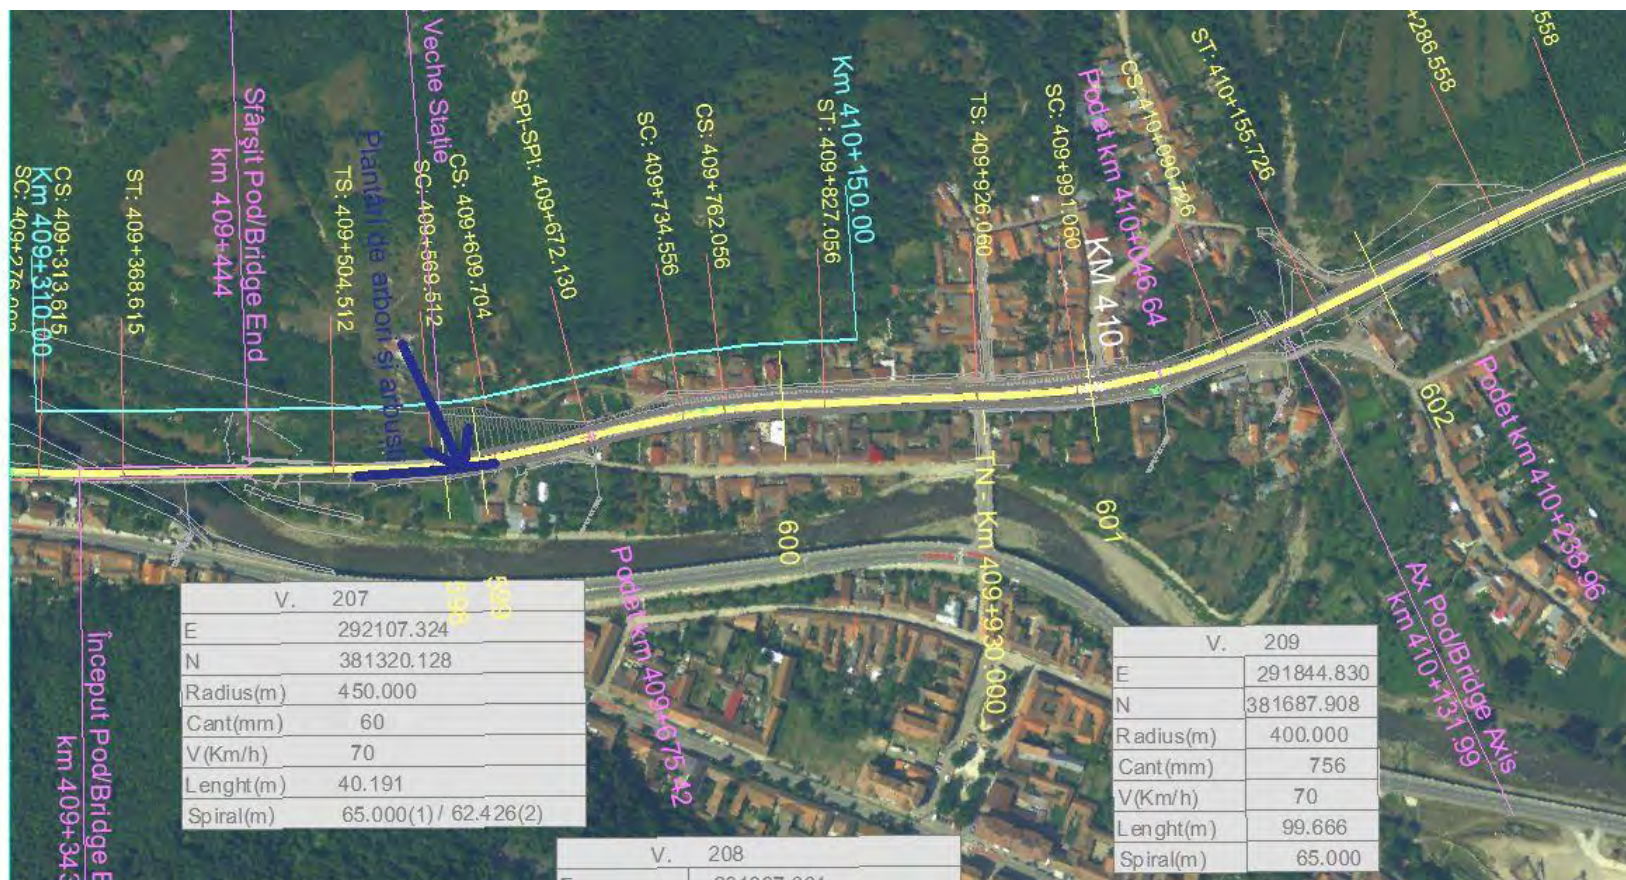 Veche Stație
Sfârșit Pod/Bridge End
km 409+444
Km 409+310.00
CS: 409+313.615
ST: 409+368.615
TS: 409+504.512
Plantări de arbori și arbuști
SC: 409+569.512
CS: 409+609.704
SPI-SPI: 409+672.130
SC: 409+734.556
CS: 409+762.056
ST: 409+827.056
Km 410+150.00
TS: 409+926.060
SC: 409+991.060
KM 410
Podet km 410+046.64
CS: 410+090.726
ST: 410+155.726
+286.558
558
598
599
600
601
602
Podet km 410+238.96
Ax Pod/Bridge Axis
km 410+131.99
TN - Km 409+930.000
Podet km 409+675.42
Început Pod/Bridge
km 409+343
V. 207
E 292107.324
N 381320.128
Radius(m) 450.000
Cant(mm) 60
V(Km/h) 70
Lenght(m) 40.191
Spiral(m) 65.000(1) / 62.426(2)
V. 208
V. 209
E 291844.830
N 381687.908
Radius(m) 400.000
Cant(mm) 756
V(Km/h) 70
Lenght(m) 99.666
Spiral(m) 65.000